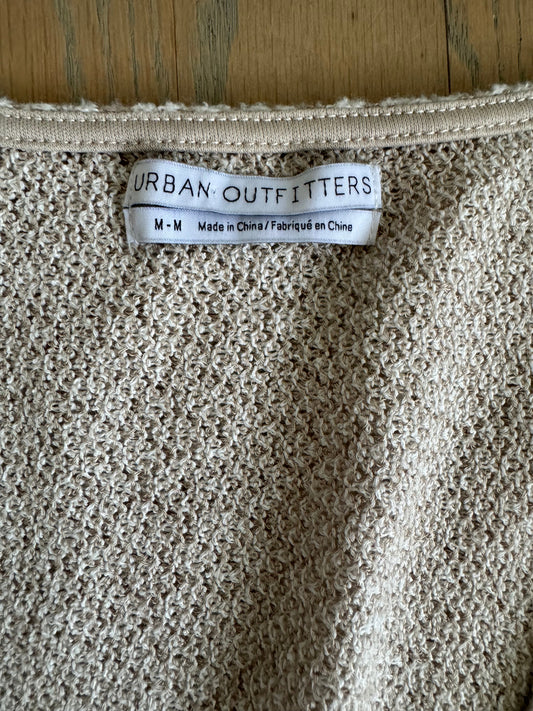 URBAN OUTFITTERS
M - M Made in China / Fabriqué en Chine